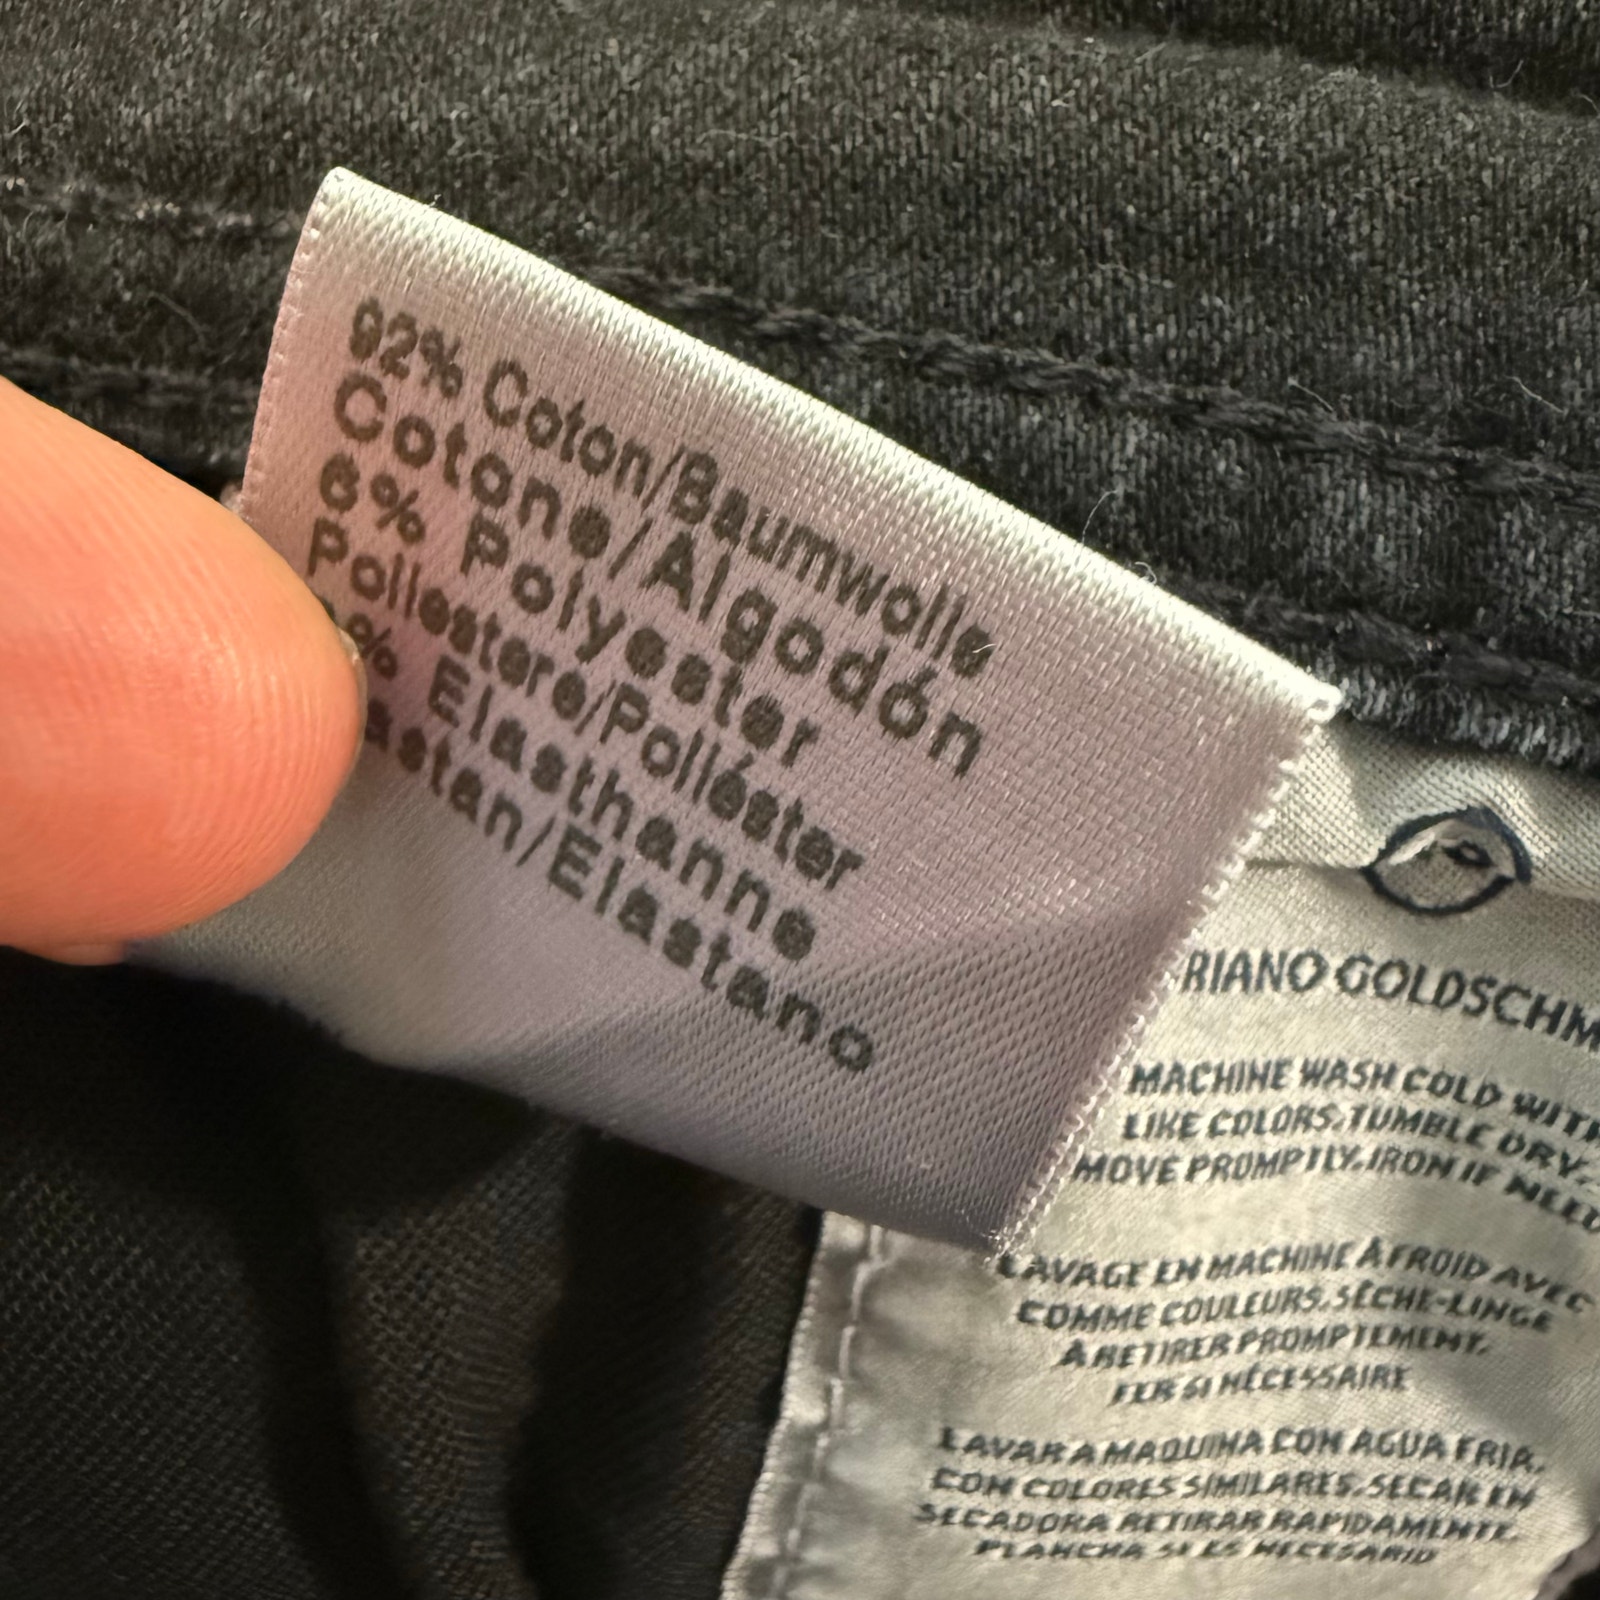 92% Coton/Baumwolle
Cotone/Algodón
6% Polyester
Poliestere/Poliéster
% Elasthanne
astan/Elastano
RIANO GOLDSCHM
MACHINE WASH COLD WITH
LIKE COLORS. TUMBLE DRY,
MOVE PROMPTLY. IRON IF NEED
LAVAGE EN MACHINE À FROID AVEC
COMME COULEURS. SÈCHE-LINGE
À RETIRER PROMPTEMENT.
FER SI NÉCESSAIRE
LAVAR A MAQUINA CON AGUA FRIA,
CON COLORES SIMILARES. SECAR EN
SECADORA RETIRAR RAPIDAMENTE.
PLANCHA SI ES NECESARIO